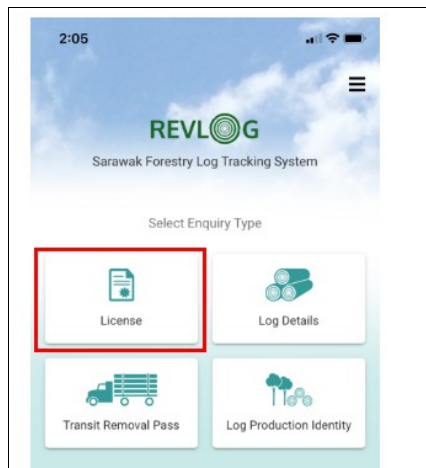 2:05
REVLOG
Sarawak Forestry Log Tracking System
Select Enquiry Type
License
Log Details
Transit Removal Pass
Log Production Identity